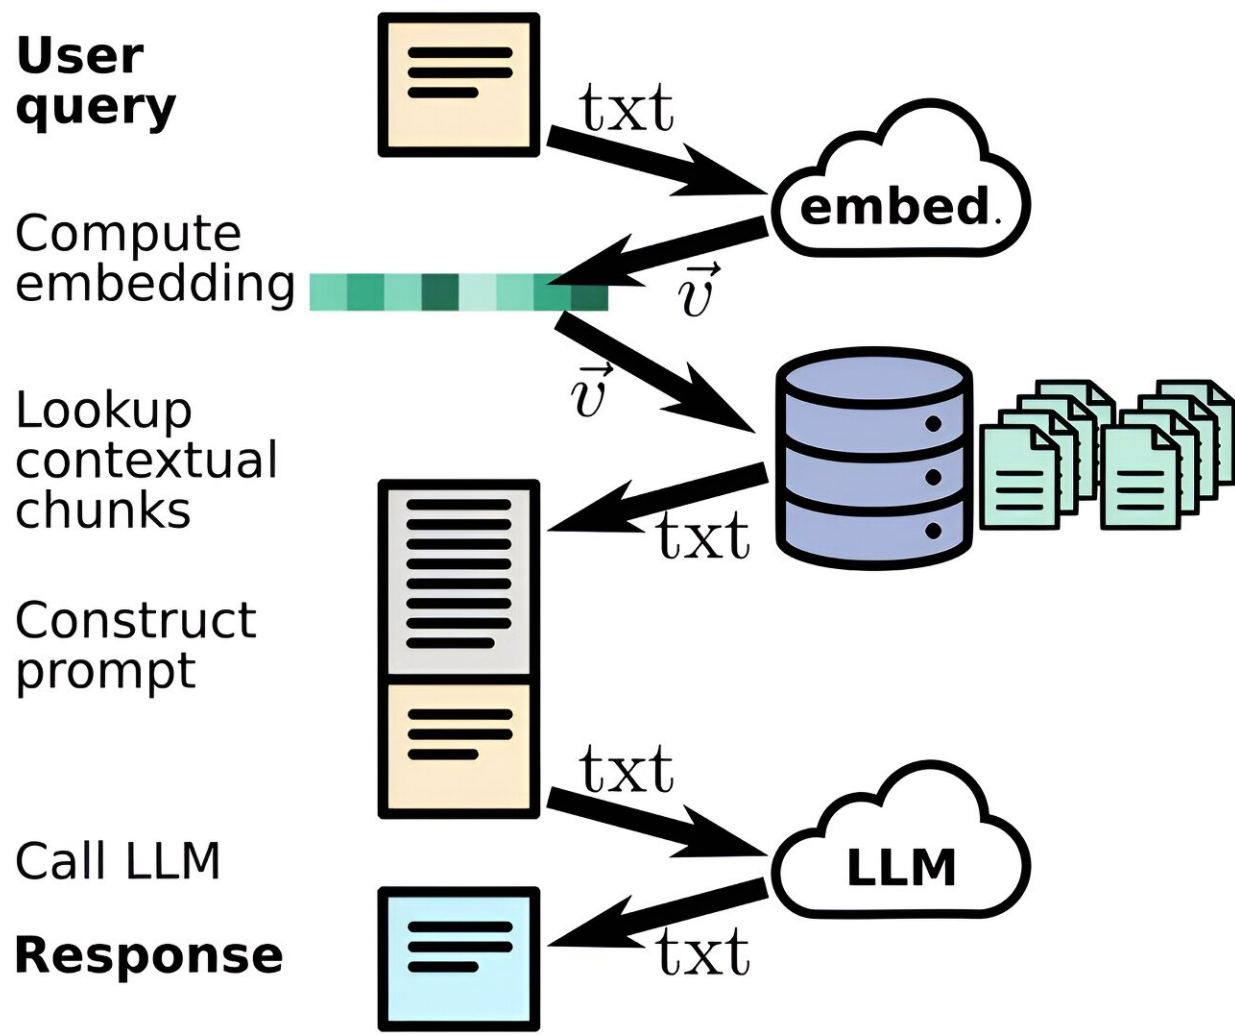 User
query
txt
embed.
Compute
embedding
v⃗
v⃗
Lookup
contextual
chunks
txt
Construct
prompt
txt
Call LLM
LLM
Response
txt